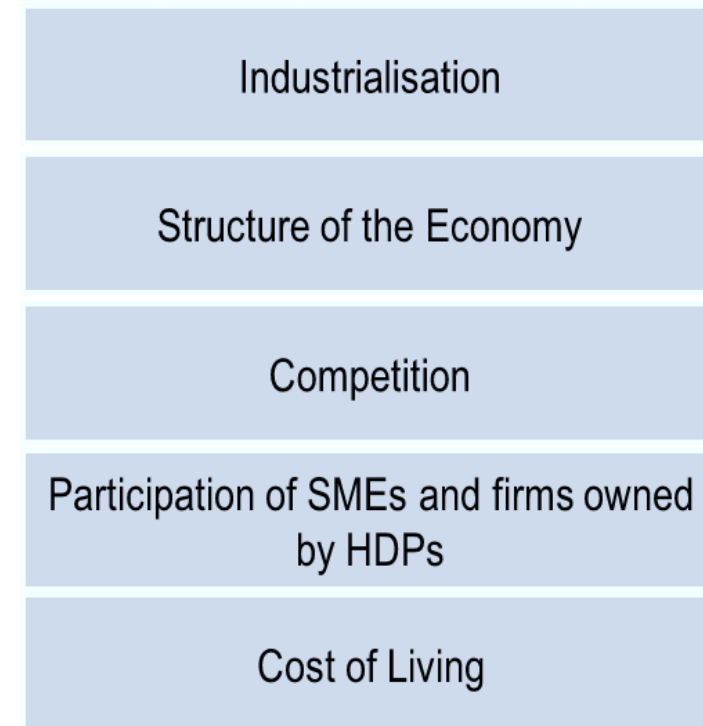 Industrialisation
Structure of the Economy
Competition
Participation of SMEs and firms owned
by HDPs
Cost of Living